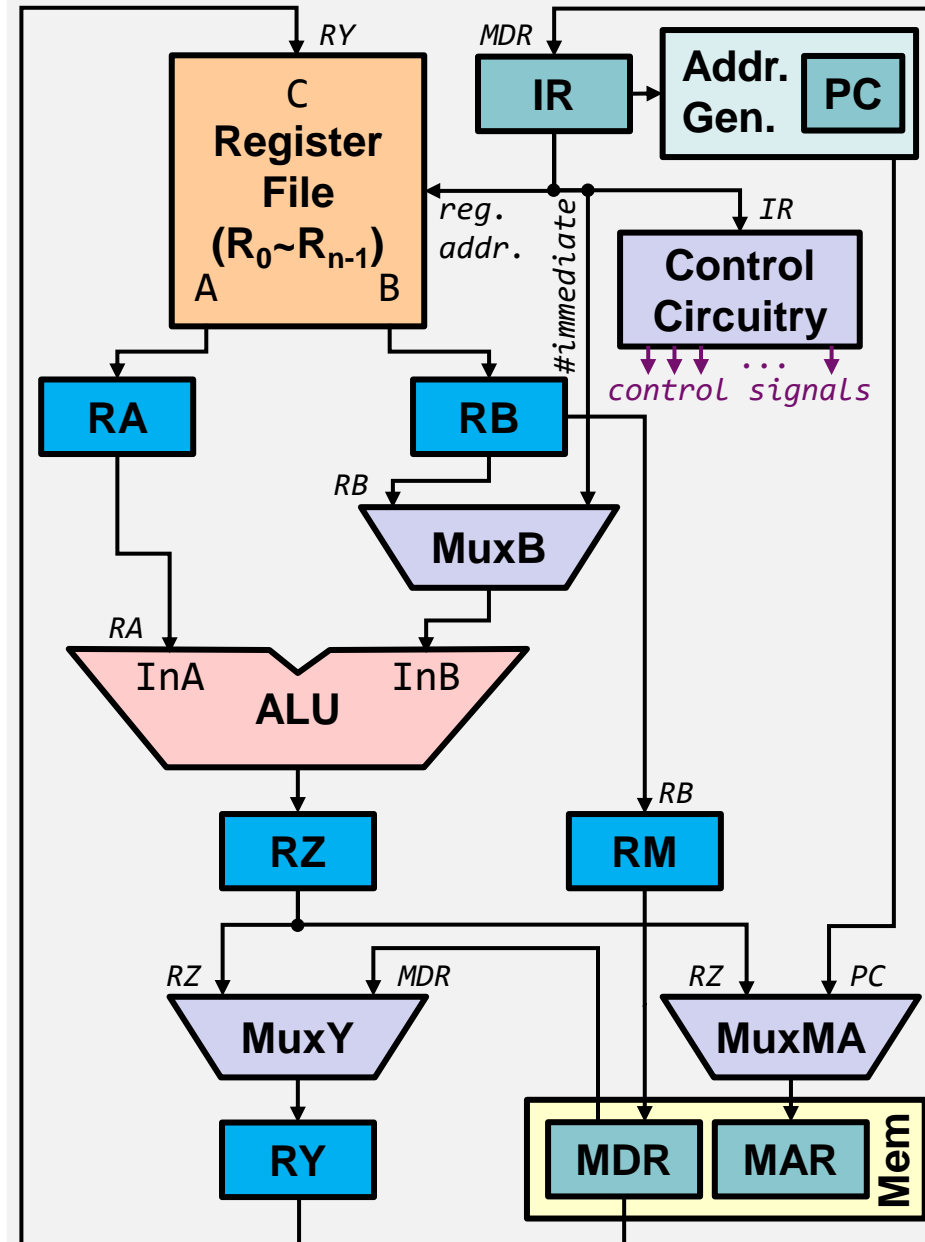 RY
MDR
C
Register
File
(R0~Rn-1)
A
B
IR
Addr.
Gen.
PC
reg.
addr.
#immediate
IR
Control
Circuitry
...
control signals
RA
RB
RB
MuxB
RA
InA
InB
ALU
RB
RZ
RM
RZ
MDR
RZ
PC
MuxY
MuxMA
RY
MDR
MAR
Mem